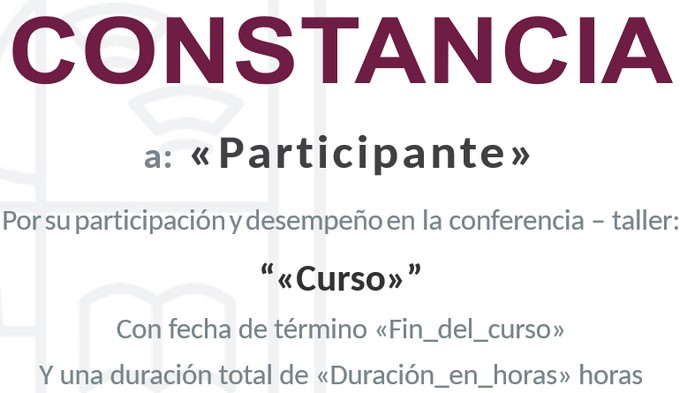 CONSTANCIA
a: «Participante»
Por su participación y desempeño en la conferencia – taller:
“«Curso»”
Con fecha de término «Fin_del_curso»
Y una duración total de «Duración_en_horas» horas